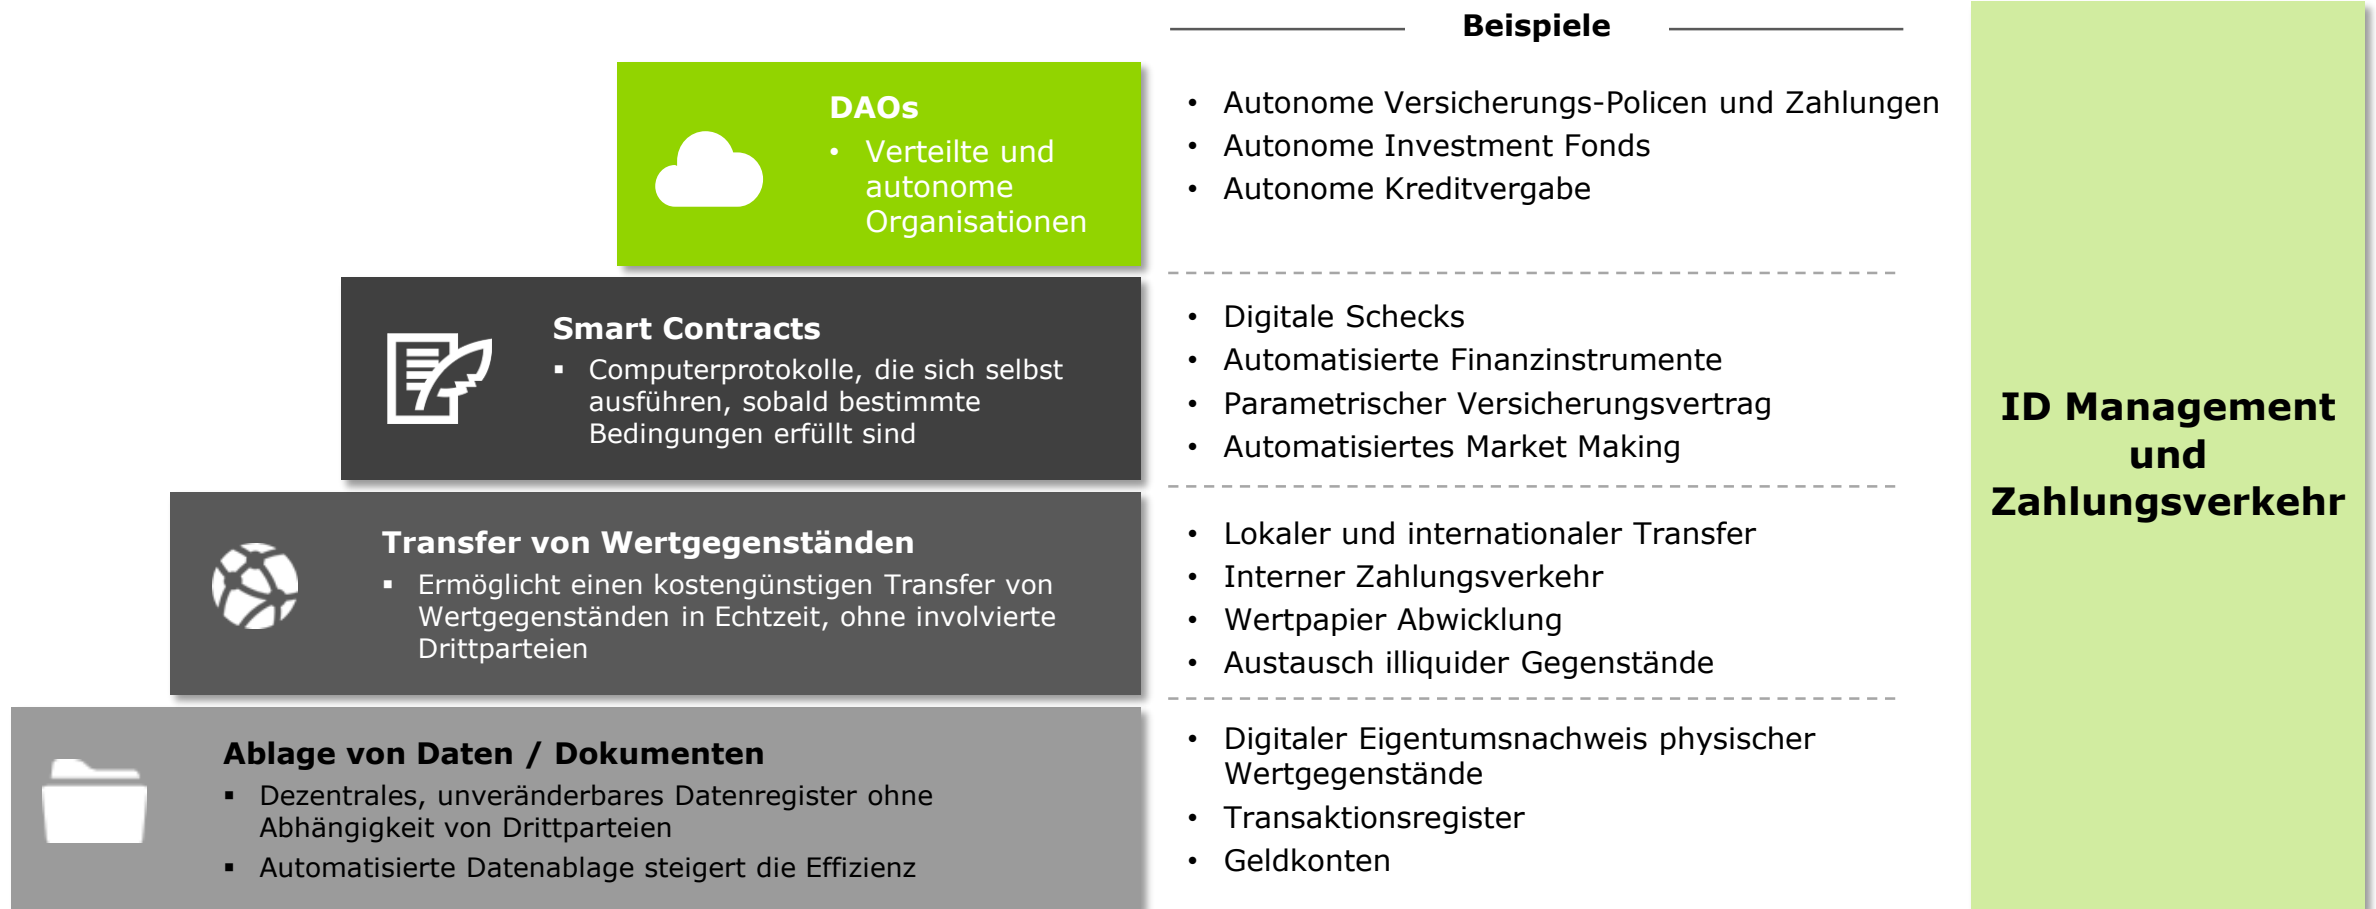 Beispiele
DAOs
• Verteilte und
autonome
Organisationen
• Autonome Versicherungs-Policen und Zahlungen
• Autonome Investment Fonds
• Autonome Kreditvergabe
Smart Contracts
▪ Computerprotokolle, die sich selbst
ausführen, sobald bestimmte
Bedingungen erfüllt sind
• Digitale Schecks
• Automatisierte Finanzinstrumente
• Parametrischer Versicherungsvertrag
• Automatisiertes Market Making
Transfer von Wertgegenständen
▪ Ermöglicht einen kostengünstigen Transfer von
Wertgegenständen in Echtzeit, ohne involvierte
Drittparteien
• Lokaler und internationaler Transfer
• Interner Zahlungsverkehr
• Wertpapier Abwicklung
• Austausch illiquider Gegenstände
Ablage von Daten / Dokumenten
▪ Dezentrales, unveränderbares Datenregister ohne
Abhängigkeit von Drittparteien
▪ Automatisierte Datenablage steigert die Effizienz
• Digitaler Eigentumsnachweis physischer
Wertgegenstände
• Transaktionsregister
• Geldkonten
ID Management
und
Zahlungsverkehr